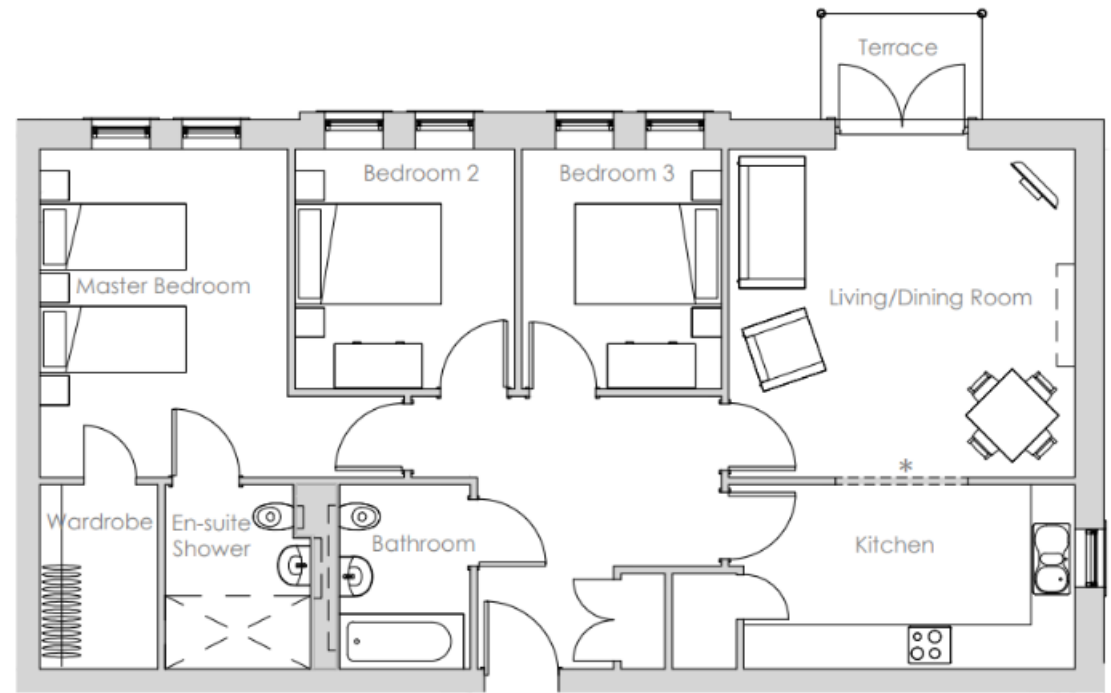 Terrace
Bedroom 2
Bedroom 3
Master Bedroom
Living/Dining Room
*
Wardrobe
En-suite
Shower
Bathroom
Kitchen